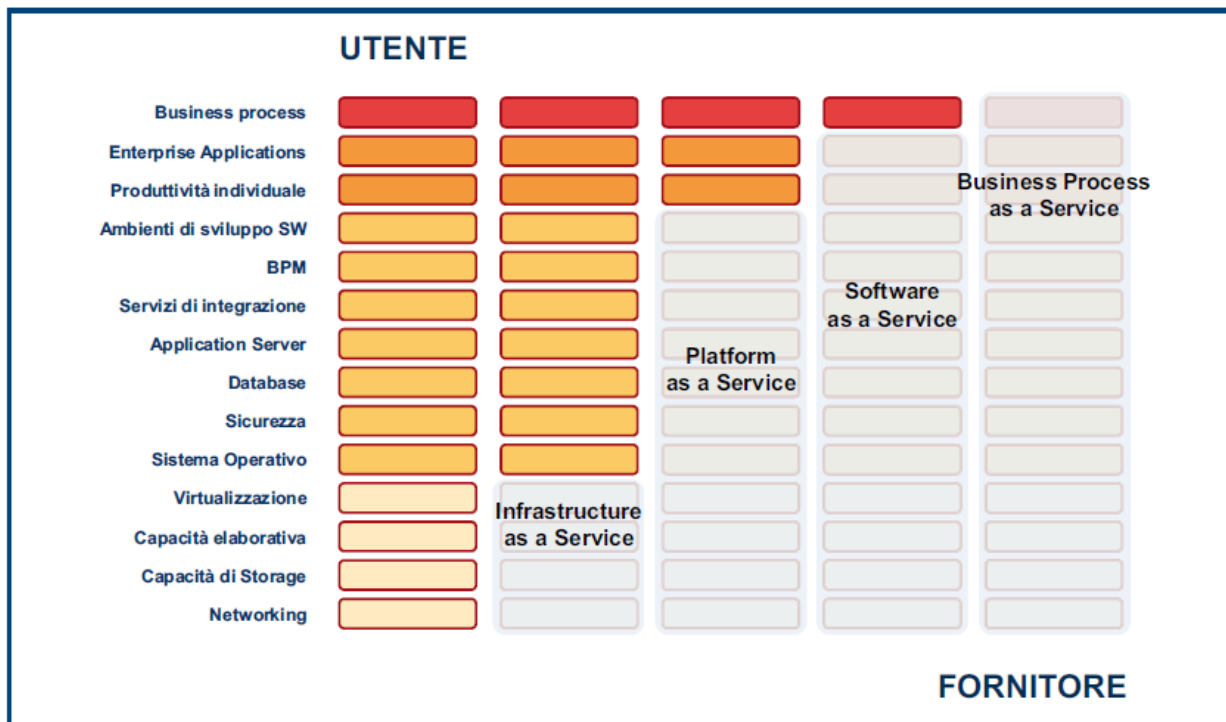 UTENTE
Business process
Enterprise Applications
Produttività individuale
Ambienti di sviluppo SW
BPM
Servizi di integrazione
Application Server
Database
Sicurezza
Sistema Operativo
Virtualizzazione
Capacità elaborativa
Capacità di Storage
Networking
Infrastructure
as a Service
Platform
as a Service
Software
as a Service
Business Process
as a Service
FORNITORE